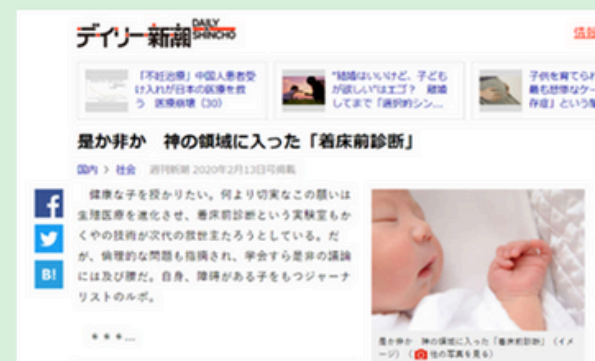 デイリー新潮
DAILY
SHINCHO
「不妊治療」中国人患者受
け入れが日本の医療を救
う 医療崩壊(30)
“結婚はいいけど、子ども
が欲しい”はエゴ? 離婚
してまで「選択的シン...
子供を育てられ
存症」という
是か非か 神の領域に入った「着床前診断」
国内 > 社会 週刊新潮 2020年2月13日号掲載
健康な子を授かりたい。何より切実なこの願いは
生殖医療を進化させ、着床前診断という実験室もか
くやの技術が次代の救世主たろうとしている。だ
が、倫理的な問題も指摘され、学会すら是非の議論
には及び腰だ。自身、障碍がある子をもつジャーナ
リストのルポ。
***...
B!
是か非か 神の領域に入った「着床前診断」(イメ
ージ)(他の写真を見る)